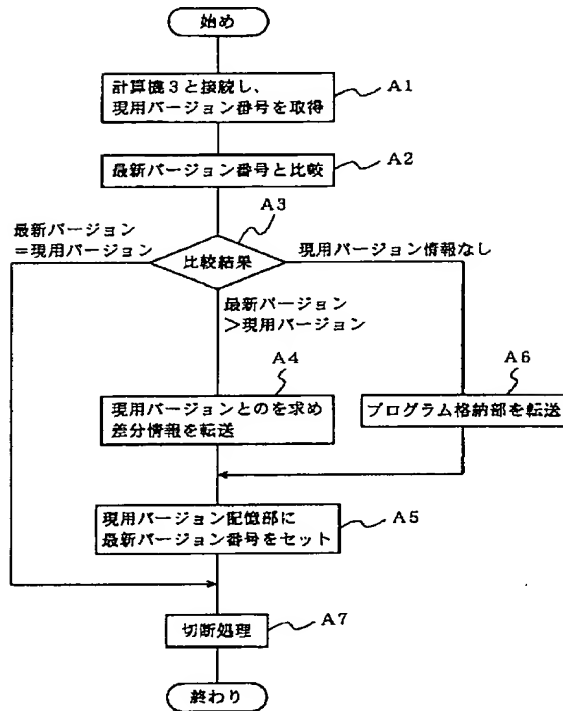 始め
計算機3と接続し、
現用バージョン番号を取得
A1
最新バージョン番号と比較
A2
A3
最新バージョン
=現用バージョン
比較結果
現用バージョン情報なし
最新バージョン
>現用バージョン
A4
現用バージョンとのを求め
差分情報を転送
A6
プログラム格納部を転送
現用バージョン記憶部に
最新バージョン番号をセット
A5
切断処理
A7
終わり